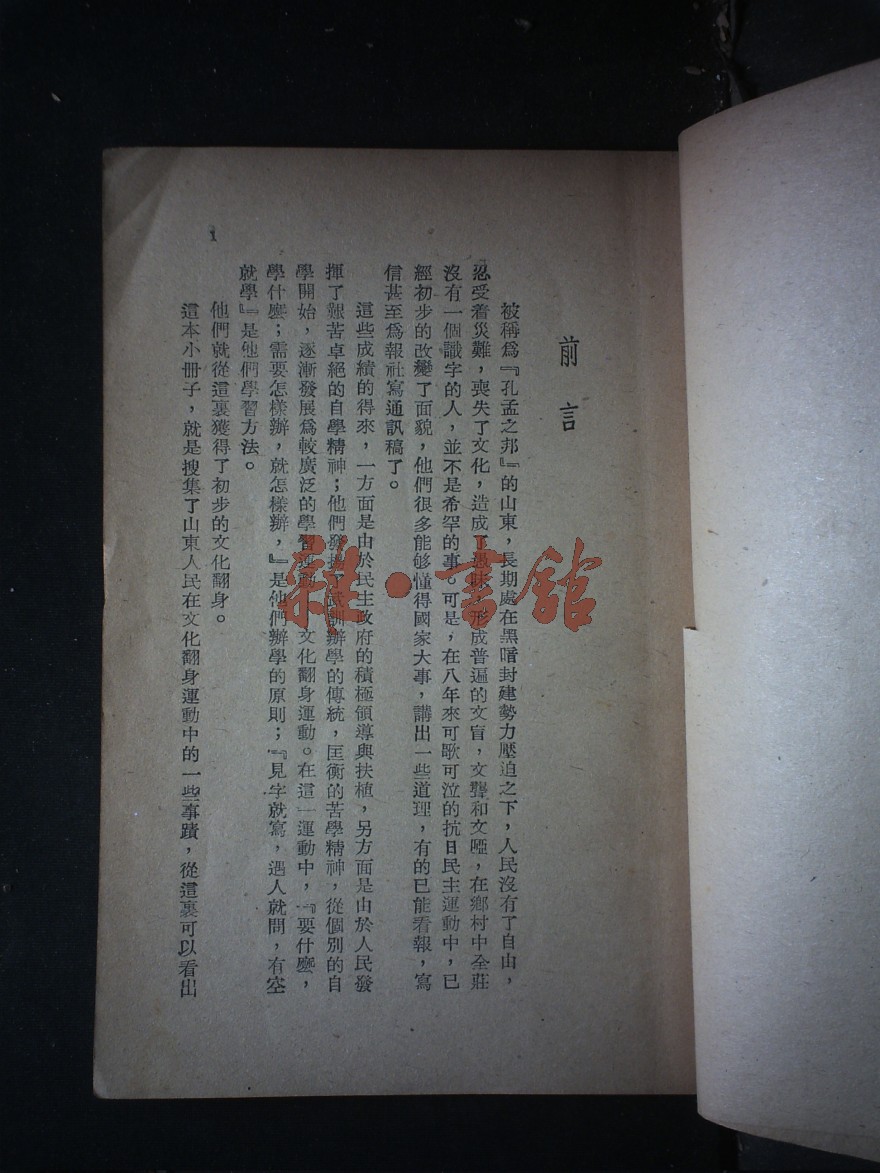 前言
被稱爲『孔孟之邦』的山東，長期處在黑暗封建勢力壓迫之下，人民沒有了自由，
忍受着災難，喪失了文化，造成了愚昧，形成普遍的文盲，文聾和文啞，在鄉村中全莊
沒有一個識字的人，並不是希罕的事。可是，在八年來可歌可泣的抗日民主運動中，已
經初步的改變了面貌，他們很多能够懂得國家大事，講出一些道理，有的已能看報，寫
信甚至爲報社寫通訊稿了。
這些成績的得來，一方面是由於民主政府的積極領導與扶植，另方面是由於人民發
揮了艱苦卓絕的自學精神；他們發揚了武訓辦學的傳統，匡衡的苦學精神，從個別的自
學開始，逐漸發展爲較廣泛的學習運動，文化翻身運動。在這一運動中，『要什麽，
學什麽；需要怎樣辦，就怎樣辦，』是他們辦學的原則；『見字就寫，遇人就問，有空
就學』是他們學習方法。
他們就從這裏獲得了初步的文化翻身。
這本小冊子，就是搜集了山東人民在文化翻身運動中的一些事蹟，從這裏可以看出
1
雜·書館